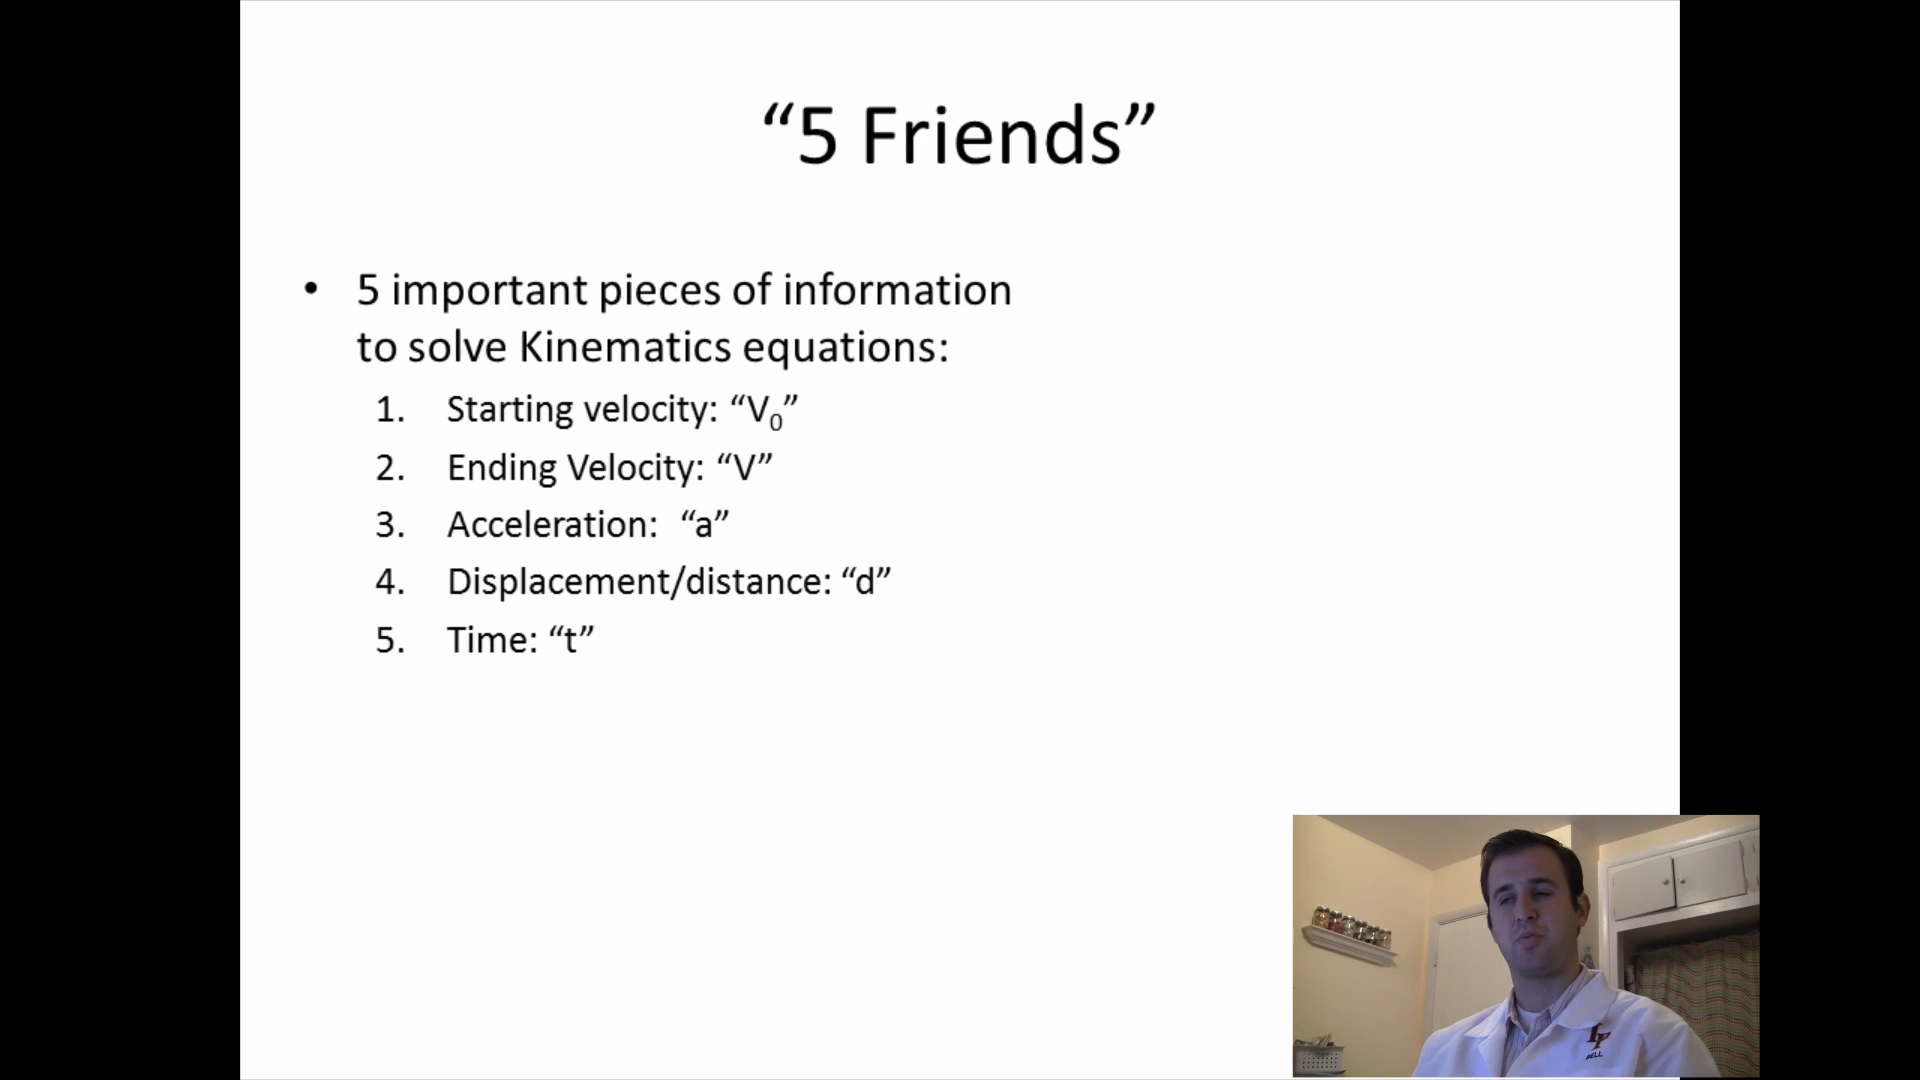 “5 Friends”
• 5 important pieces of information
to solve Kinematics equations:
1. Starting velocity: “V₀”
2. Ending Velocity: “V”
3. Acceleration: “a”
4. Displacement/distance: “d”
5. Time: “t”